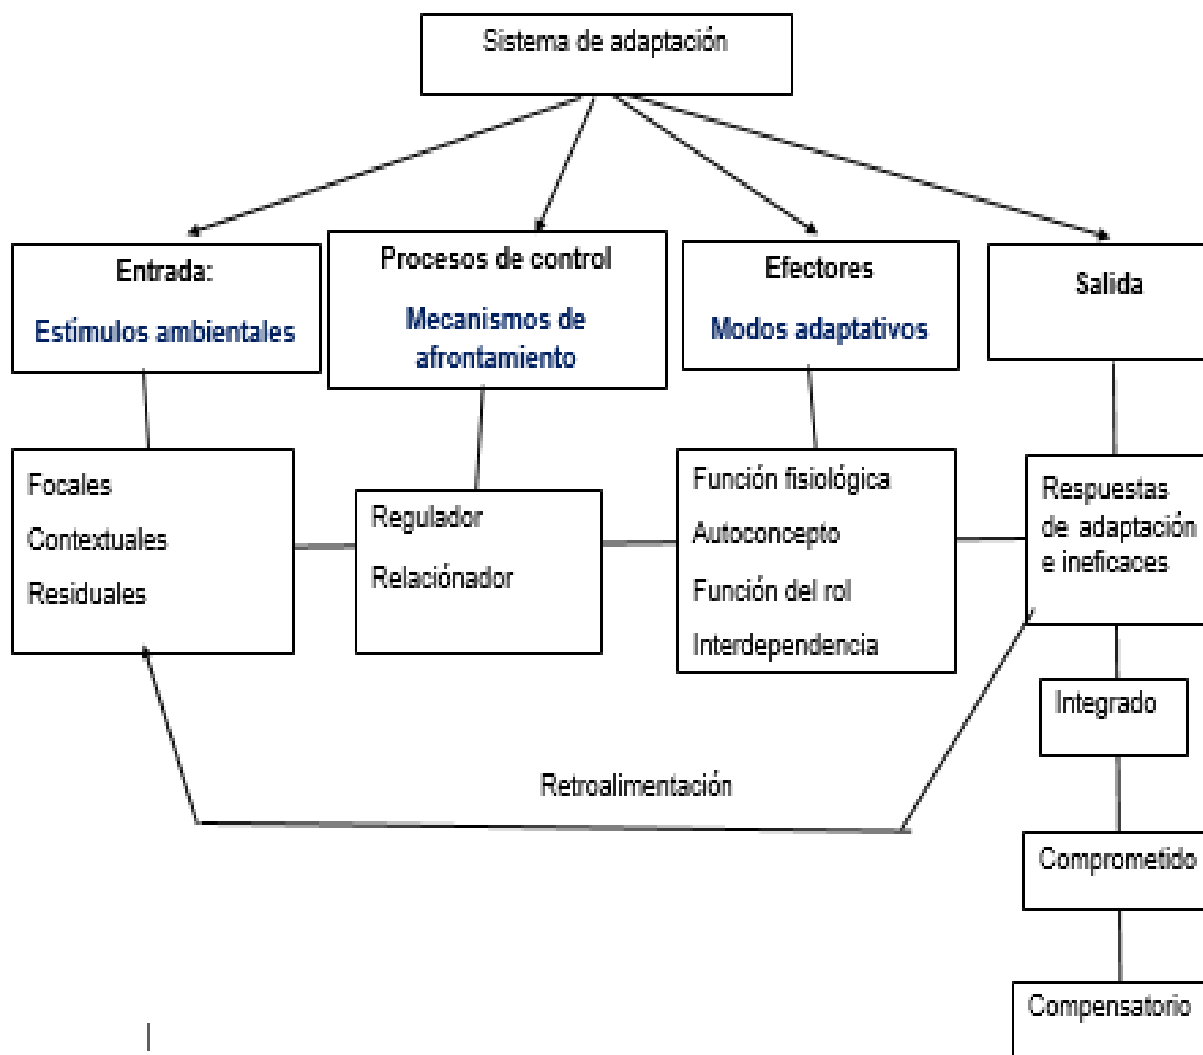 Sistema de adaptación
Entrada:
Estímulos ambientales
Procesos de control
Mecanismos de
afrontamiento
Efectores
Modos adaptativos
Salida
Focales
Contextuales
Residuales
Regulador
Relaciónador
Función fisiológica
Autoconcepto
Función del rol
Interdependencia
Respuestas
de adaptación
e ineficaces
Integrado
Retroalimentación
Comprometido
Compensatorio